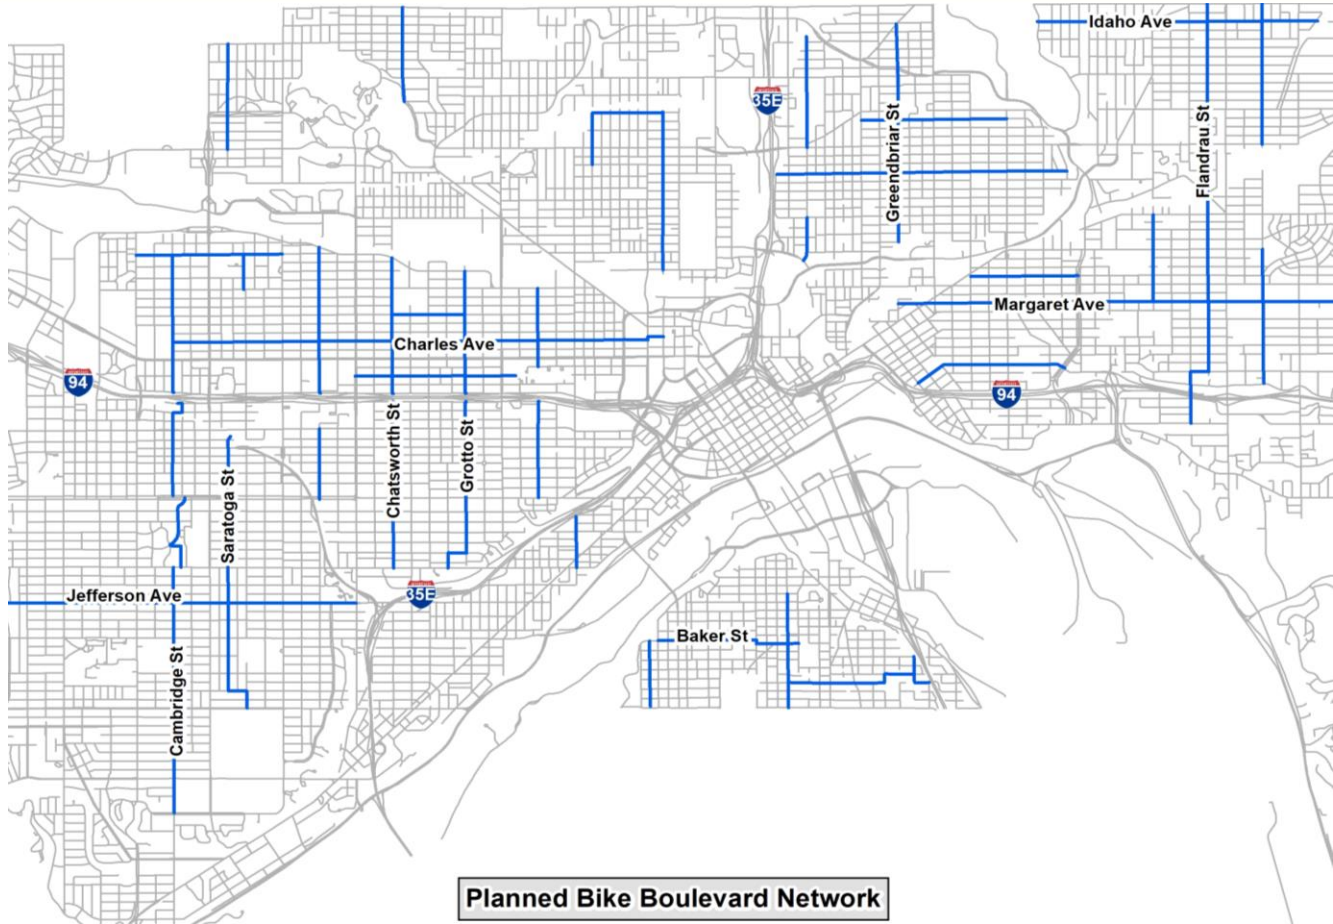 Idaho Ave
35E
Greendbriar St
Flandrau St
Margaret Ave
Charles Ave
94
94
Chatsworth St
Grotto St
Saratoga St
Jefferson Ave
35E
Baker St
Cambridge St
Planned Bike Boulevard Network